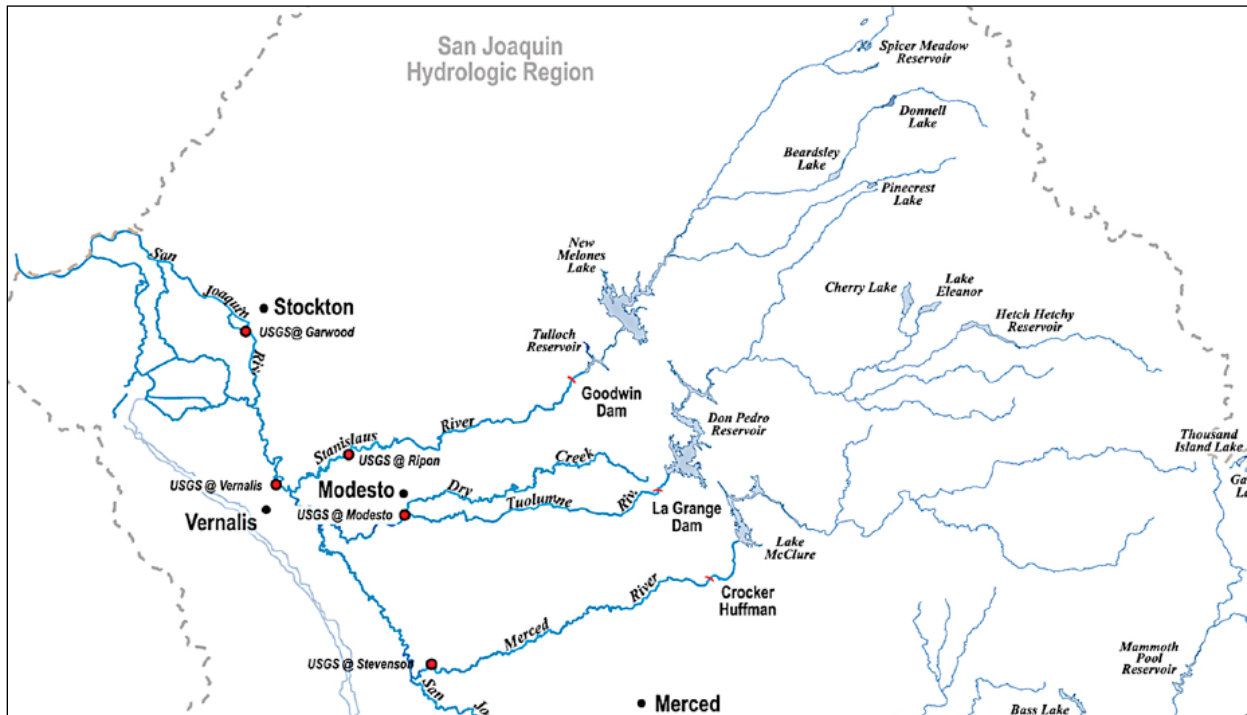 San Joaquin
Hydrologic Region
Spicer Meadow
Reservoir
Donnell
Lake
Beardsley
Lake
Pinecrest
Lake
New
Melones
Lake
San
Joaquin
Riv.
Stockton
USGS@ Garwood
Cherry Lake
Lake
Eleanor
Hetch Hetchy
Reservoir
Tulloch
Reservoir
Goodwin
Dam
Don Pedro
Reservoir
Stanislaus
River
USGS @ Ripon
Thousand
Island Lake
Ga
L
USGS @ Vernalis
Vernalis
Modesto
USGS @ Modesto
Dry
Creek
Tuolumne
Riv.
La Grange
Dam
Lake
McClure
Crocker
Huffman
Merced
River
USGS @ Stevenson
San
Jo
Merced
Mammoth
Pool
Reservoir
Bass Lake